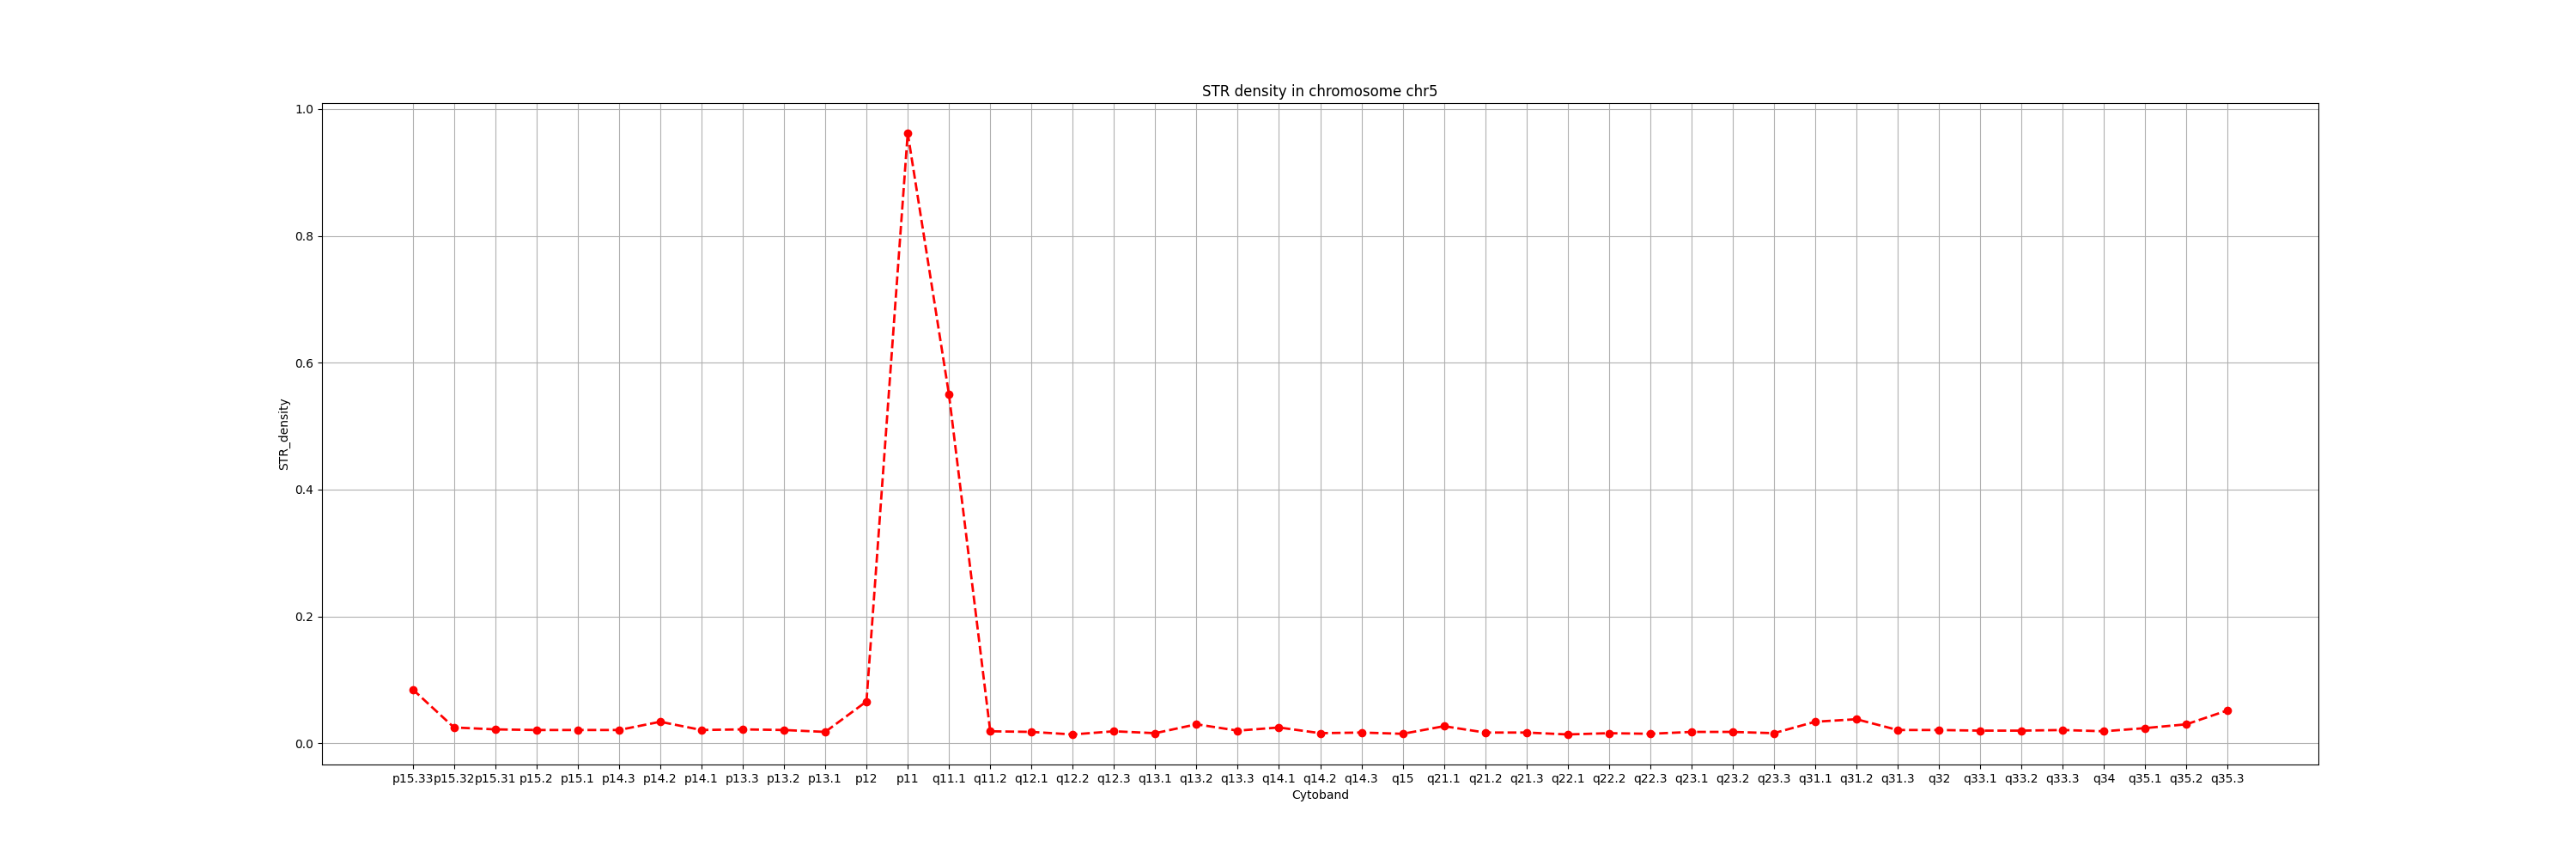 STR density in chromosome chr5
1.0
0.8
0.6
0.4
0.2
0.0
STR_density
p15.33 p15.32 p15.31 p15.2 p15.1 p14.3 p14.2 p14.1 p13.3 p13.2 p13.1 p12 p11 q11.1 q11.2 q12.1 q12.2 q12.3 q13.1 q13.2 q13.3 q14.1 q14.2 q14.3 q15 q21.1 q21.2 q21.3 q22.1 q22.2 q22.3 q23.1 q23.2 q23.3 q31.1 q31.2 q31.3 q32 q33.1 q33.2 q33.3 q34 q35.1 q35.2 q35.3
Cytoband